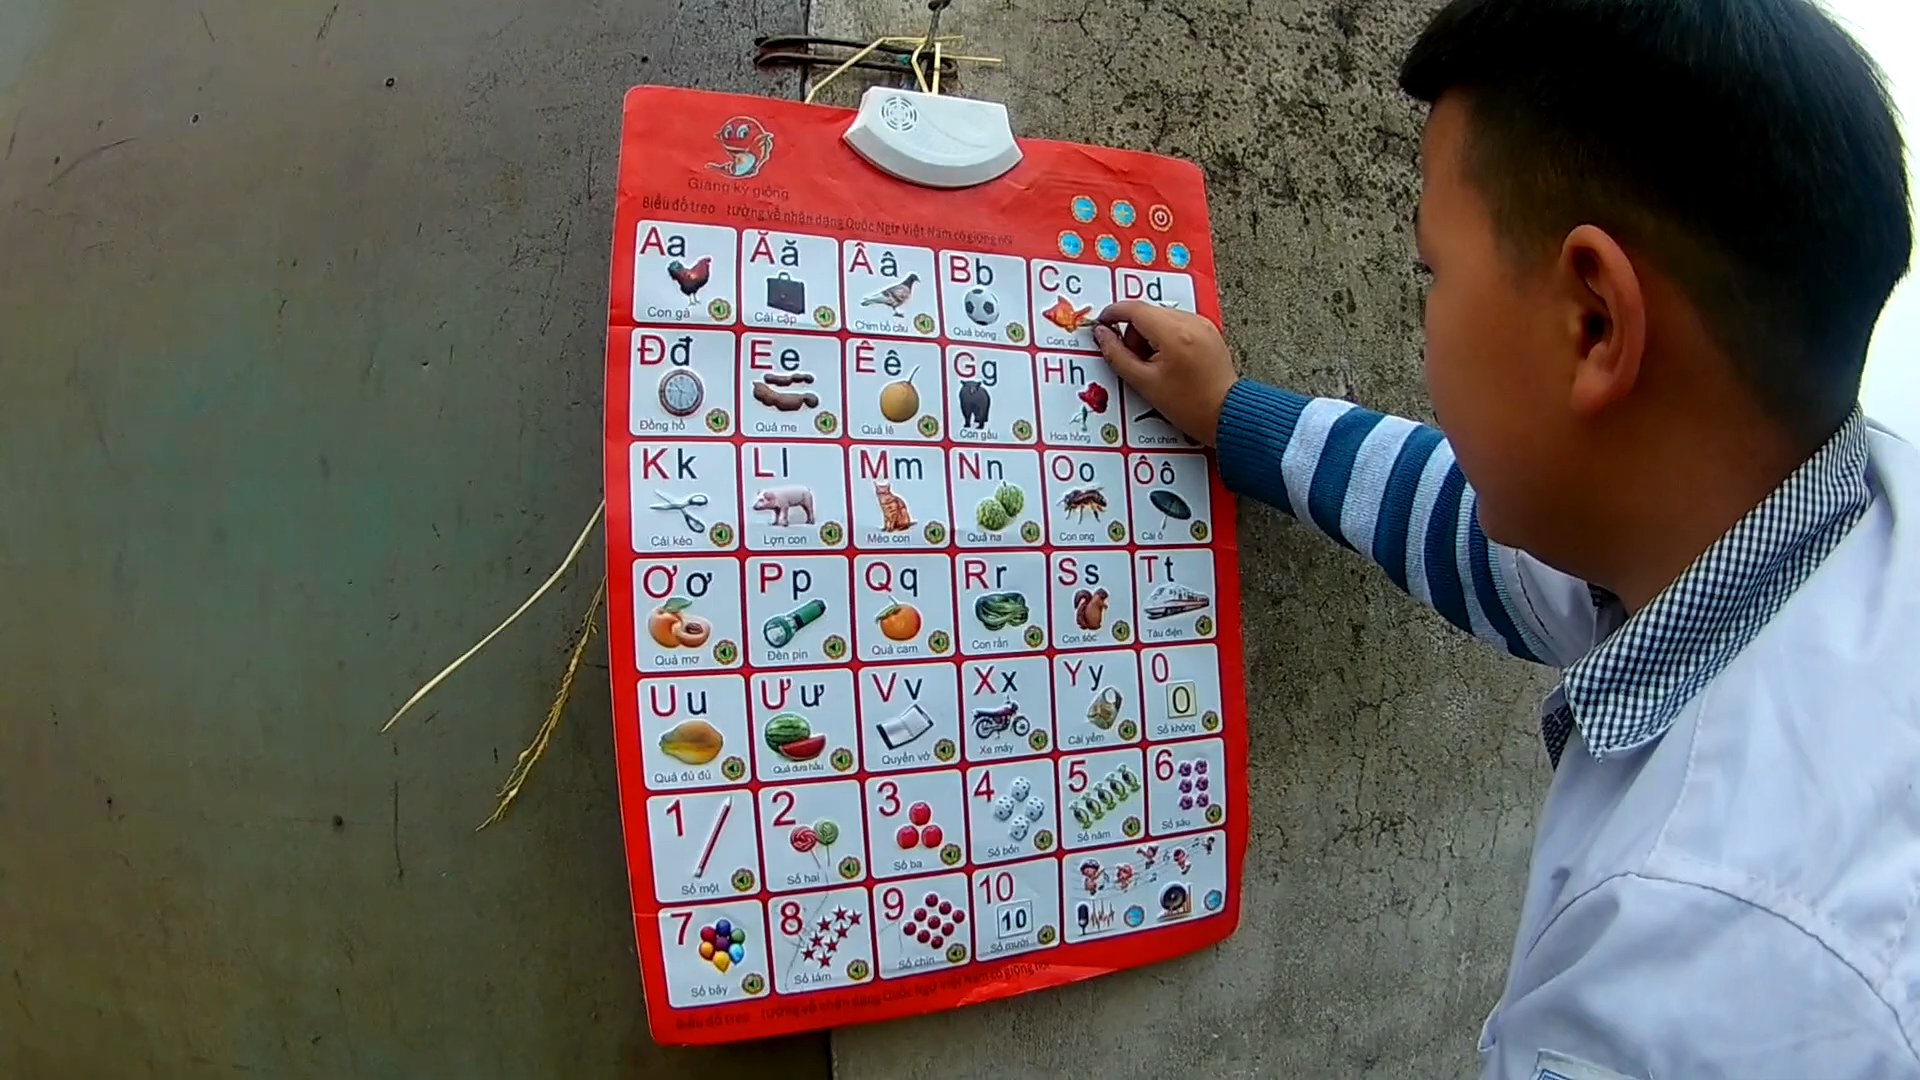 Giang kỳ giông
Biểu đồ treo tường về nhận dạng Quốc Ngữ Việt Nam có giọng nói
Aa Ăă Ââ Bb Cc Dd
Con gà Cái cặp Chim bồ câu Quả bóng Con cá
Đđ Ee Êê Gg Hh
Đồng hồ Quả me Quả lê Con gấu Hoa hồng Con chim
Kk Ll Mm Nn Oo Ôô
Cái kéo Lợn con Mèo con Quả na Con ong Cái ô
Ơơ Pp Qq Rr Ss Tt
Quả mơ Đèn pin Quả cam Con rắn Con sóc Tàu điện
Uu Ưư Vv Xx Yy 0
0
Quả đủ đủ Quả dưa hấu Quyển vở Xe máy Cái yếm Số không
1 2 3 4 5 6
Số một Số hai Số ba Số bốn Số năm Số sáu
7 8 9 10
10
Số bảy Số tám Số chín Số mười
Biểu đồ treo tường về nhận dạng Quốc Ngữ Việt Nam có giọng nói